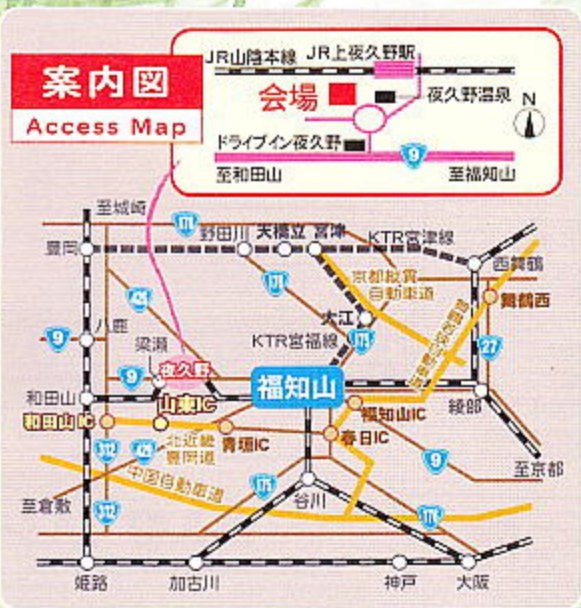 JR山陰本線 JR上夜久野駅
案内図
Access Map
会場
夜久野温泉
N
ドライブイン夜久野
9
至和田山
至福知山
至城崎
178
豊岡
野田川
天橋立
宮津
KTR宮津線
西舞鶴
京都縦貫
自動車道
舞鶴西
426
大江
175
八鹿
9
梁瀬
KTR宮福線
27
夜久野
9
福知山
和田山
山東IC
福知山IC
綾部
和田山IC
北近畿
豊岡道
青垣IC
春日IC
312
429
9
至京都
中国自動車道
175
至倉敷
312
谷川
姫路
加古川
神戸
大阪